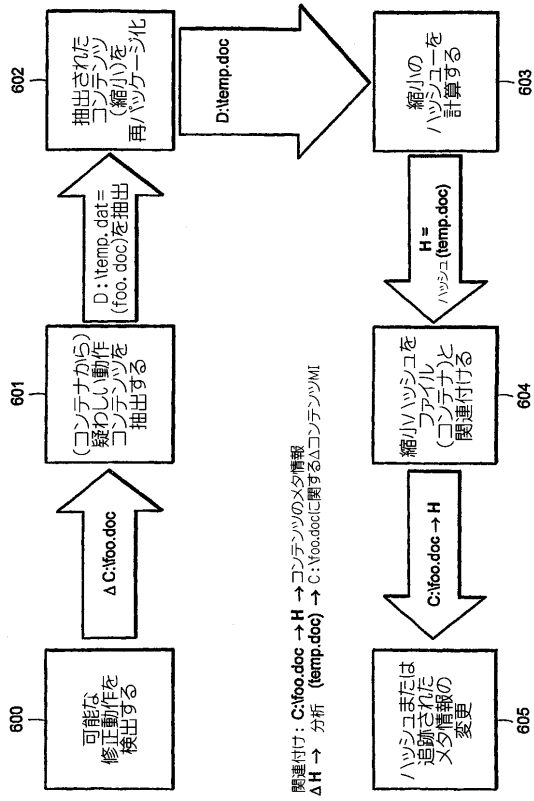 600
可能な
修正動作を
検出する
Δ C:\foo.doc
601
(コンテナから)
疑わしい動作
コンテンツを
抽出する
D:\temp.dat=
(foo.doc)を抽出
602
抽出された
コンテンツ
(縮小)を
再パッケージ化
D:\temp.doc
603
縮小の
ハッシューを
計算する
H =
ハッシュ(temp.doc)
604
縮小ハッシュを
ファイル
(コンテナ)と
関連付ける
C:\foo.doc → H
605
ハッシュまたは
追跡された
メタ情報の
変更
関連付け: C:\foo.doc → H → コンテンツのメタ情報
Δ H → 分析 (temp.doc) → C:\foo.docに関するΔコンテンツMI